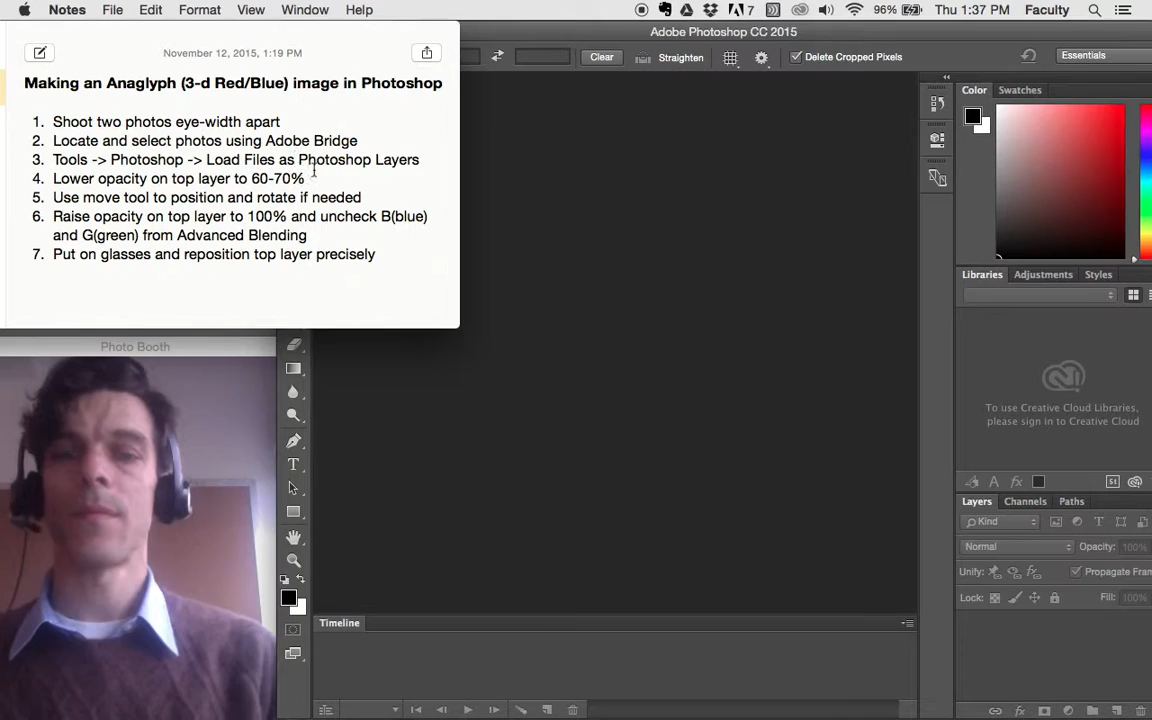 Notes File Edit Format View Window Help
7 96% Thu 1:37 PM Faculty
November 12, 2015, 1:19 PM
Making an Anaglyph (3-d Red/Blue) image in Photoshop
1. Shoot two photos eye-width apart
2. Locate and select photos using Adobe Bridge
3. Tools -> Photoshop -> Load Files as Photoshop Layers
4. Lower opacity on top layer to 60-70%
5. Use move tool to position and rotate if needed
6. Raise opacity on top layer to 100% and uncheck B(blue)
and G(green) from Advanced Blending
7. Put on glasses and reposition top layer precisely
Photo Booth
Adobe Photoshop CC 2015
Clear Straighten Delete Cropped Pixels Essentials
Color Swatches
Libraries Adjustments Styles
To use Creative Cloud Libraries,
please sign in to Creative Cloud
St
Layers Channels Paths
Kind
Normal Opacity: 100%
Unify: Propagate Fram
Lock: Fill: 100%
Timeline